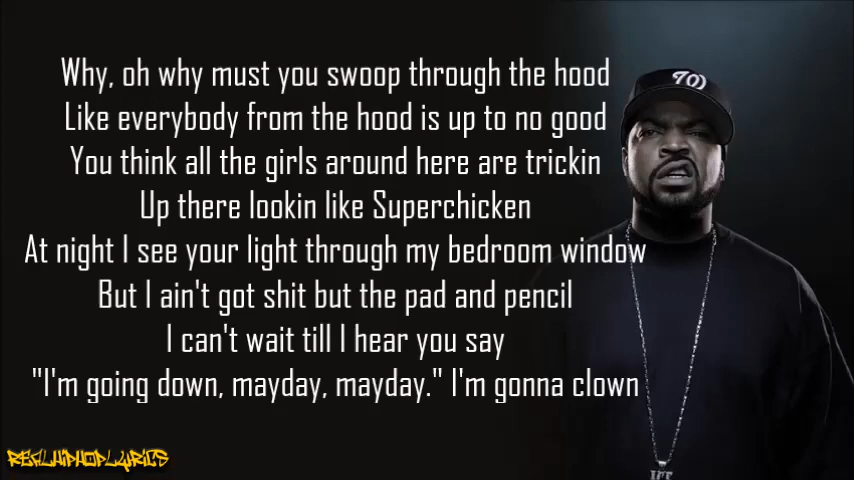 Why, oh why must you swoop through the hood
Like everybody from the hood is up to no good
You think all the girls around here are trickin
Up there lookin like Superchicken
At night I see your light through my bedroom window
But I ain't got shit but the pad and pencil
I can't wait till I hear you say
"I'm going down, mayday, mayday." I'm gonna clown
REALHIPHOPLYRICS